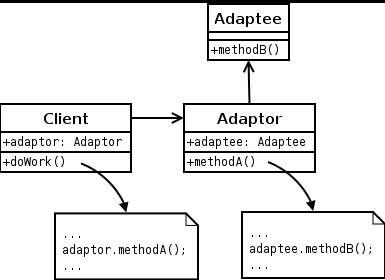 Adaptee
+methodB()
Client
+adaptor: Adaptor
+doWork()
Adaptor
+adaptee: Adaptee
+methodA()
...
adaptor.methodA();
...
...
adaptee.methodB();
...